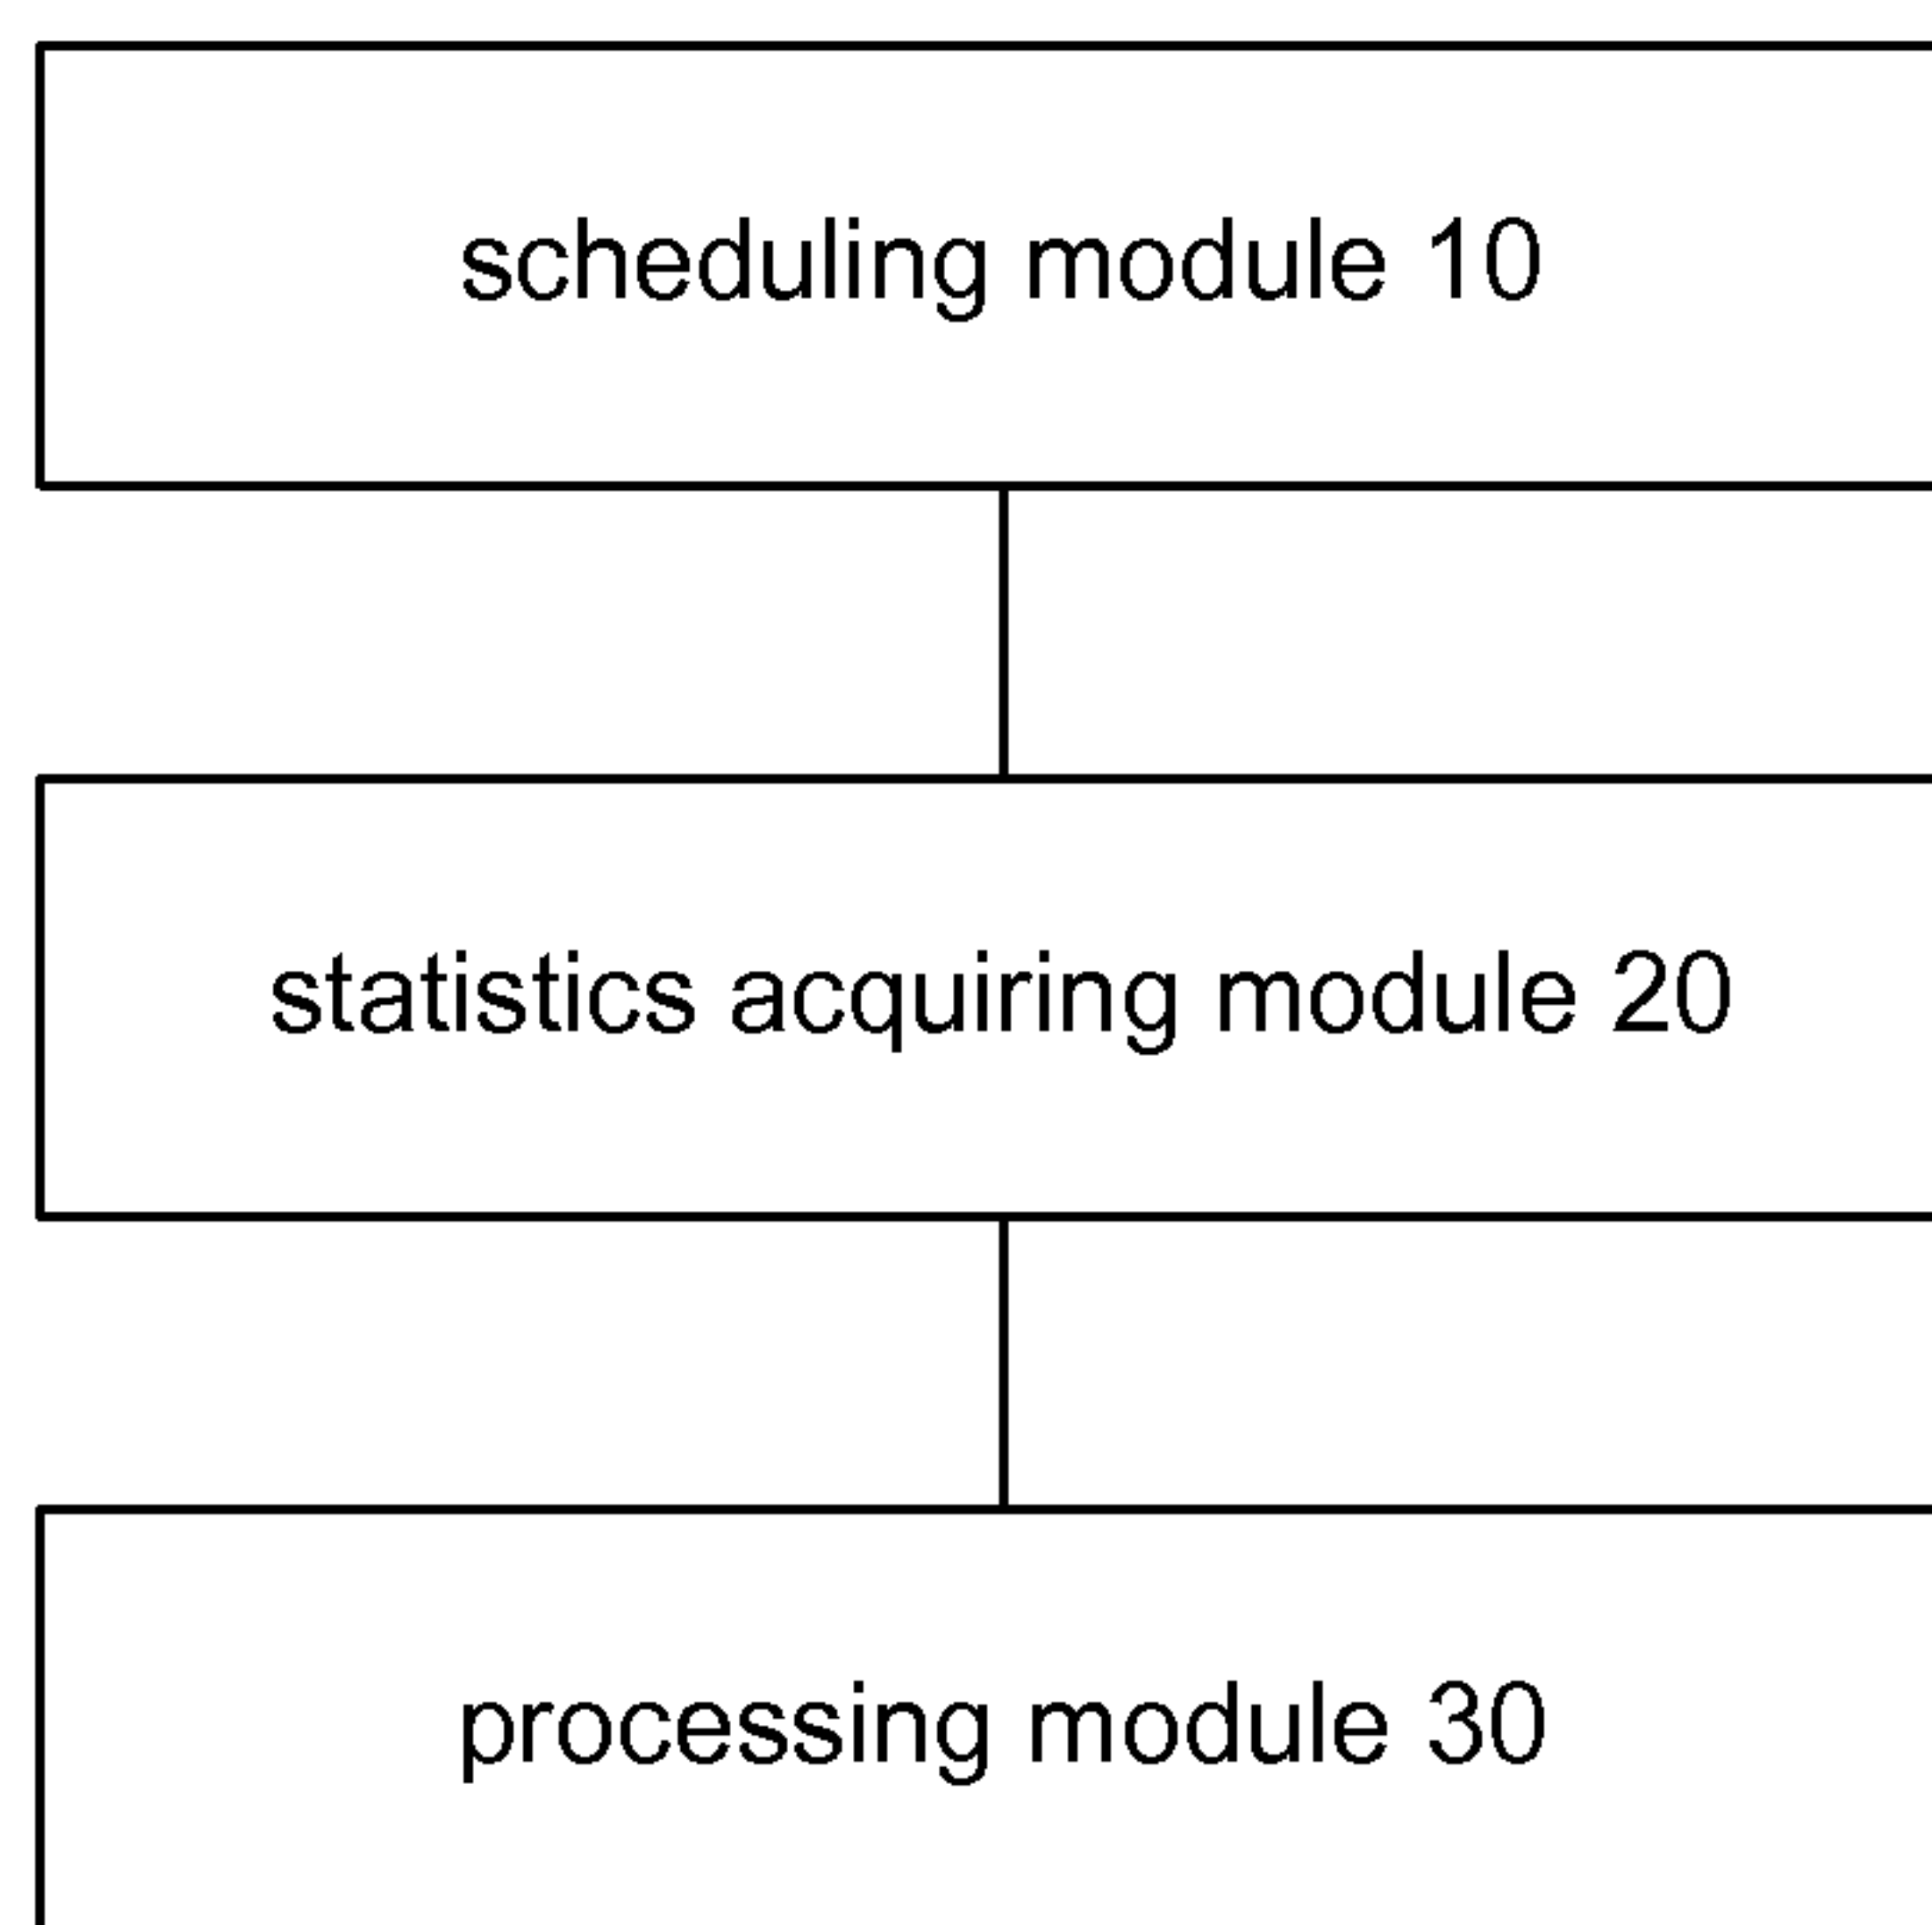 scheduling module 10
statistics acquiring module 20
processing module 30